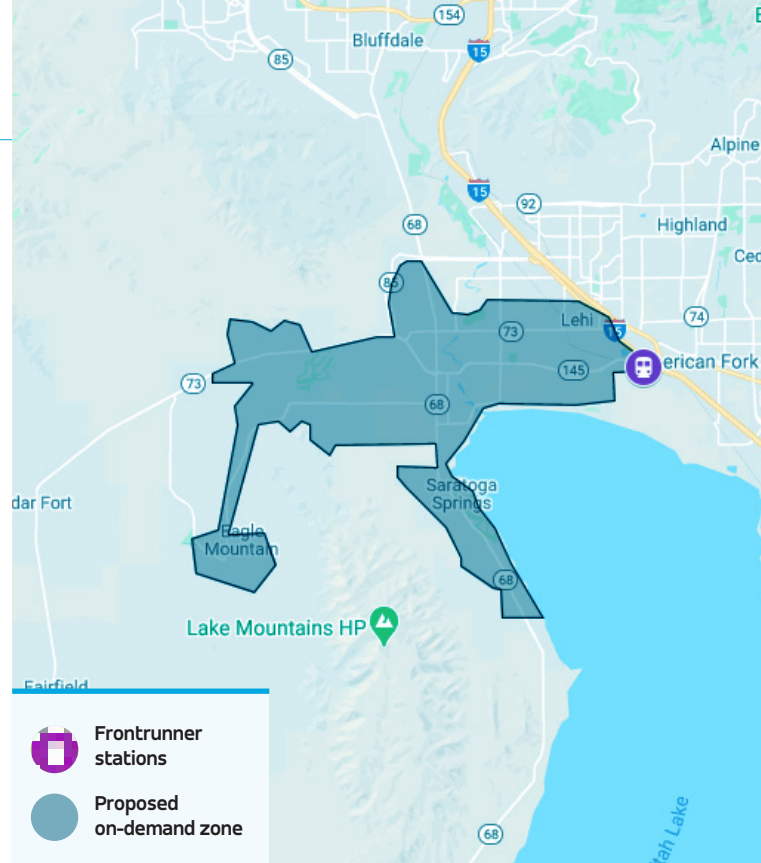 154
Bluffdale
15
85
Alpine
15
92
68
Highland
Ced
85
74
Lehi
15
73
erican Fork
145
73
68
dar Fort
Saratoga
Springs
Eagle
Mountain
68
Lake Mountains HP
Fairfield
Frontrunner
stations
Proposed
on-demand zone
68
tah Lake